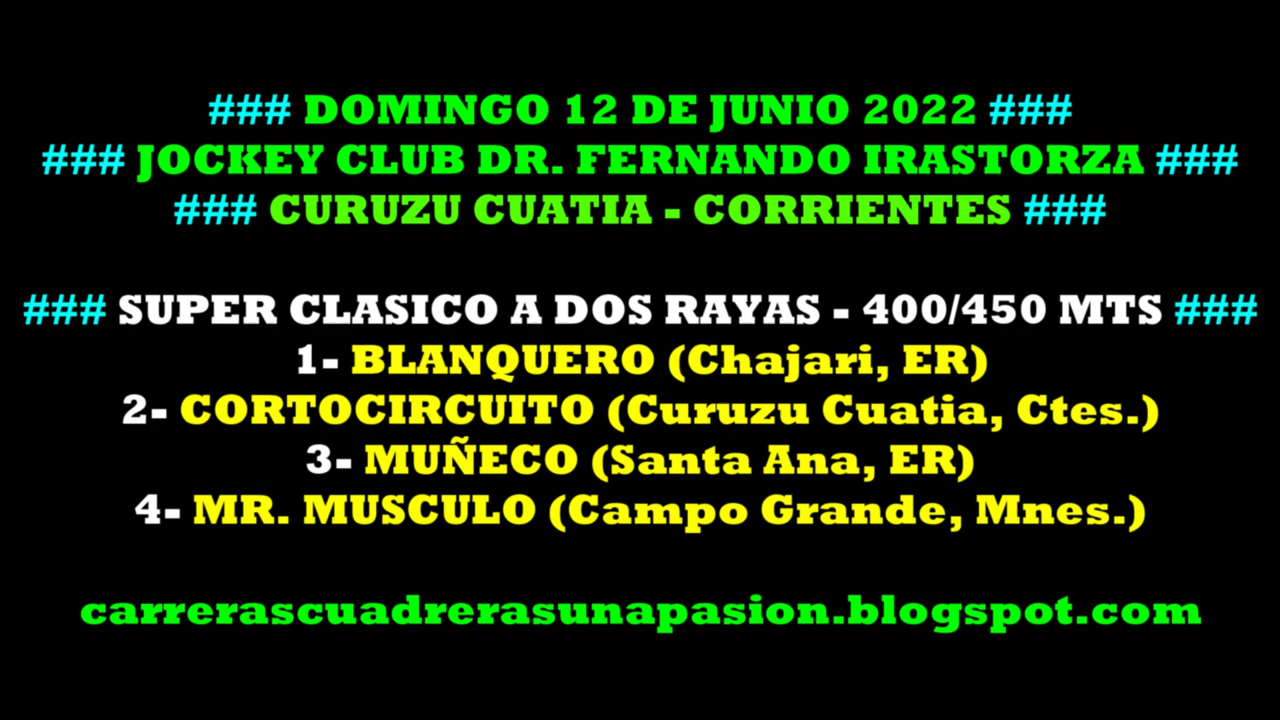 ### DOMINGO 12 DE JUNIO 2022 ###
### JOCKEY CLUB DR. FERNANDO IRASTORZA ###
### CURUZU CUATIA - CORRIENTES ###
### SUPER CLASICO A DOS RAYAS - 400/450 MTS ###
1- BLANQUERO (Chajari, ER)
2- CORTOCIRCUITO (Curuzu Cuatia, Ctes.)
3- MUÑECO (Santa Ana, ER)
4- MR. MUSCULO (Campo Grande, Mnes.)
carrerascuadrerasunapasion.blogspot.com